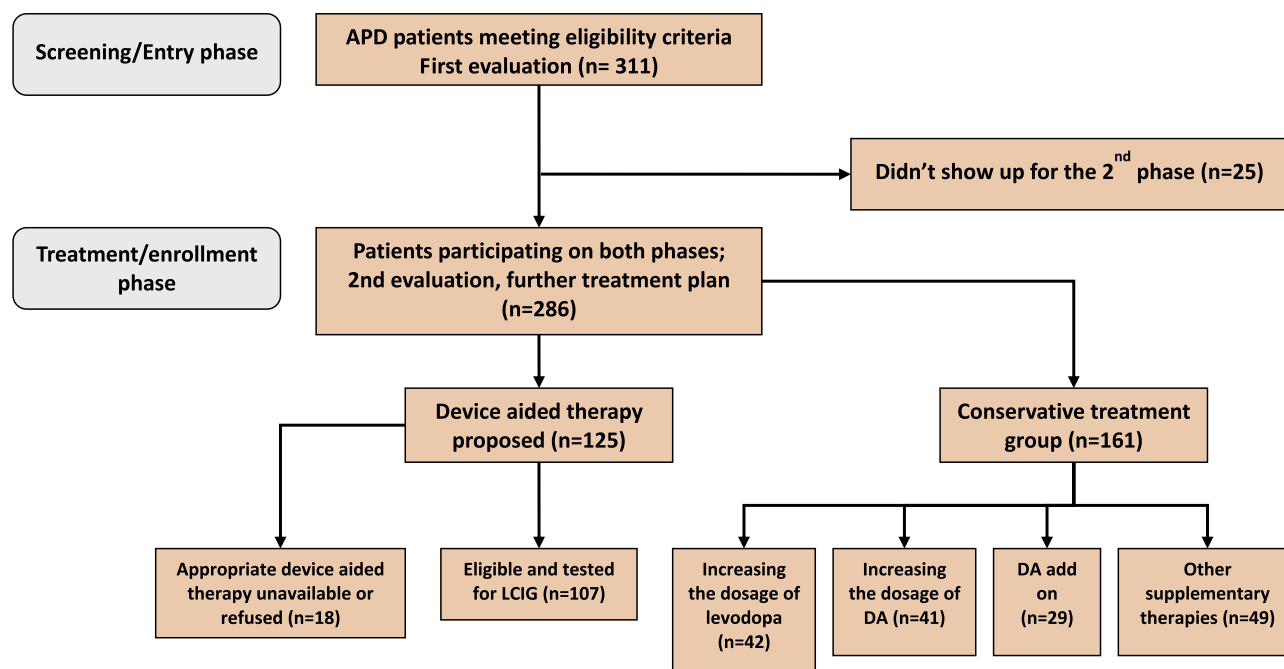 Screening/Entry phase
APD patients meeting eligibility criteria
First evaluation (n= 311)
Didn't show up for the 2nd phase (n=25)
Treatment/enrollment
phase
Patients participating on both phases;
2nd evaluation, further treatment plan
(n=286)
Device aided therapy
proposed (n=125)
Conservative treatment
group (n=161)
Appropriate device aided
therapy unavailable or
refused (n=18)
Eligible and tested
for LCIG (n=107)
Increasing
the dosage of
levodopa
(n=42)
Increasing
the dosage of
DA (n=41)
DA add
on
(n=29)
Other
supplementary
therapies (n=49)